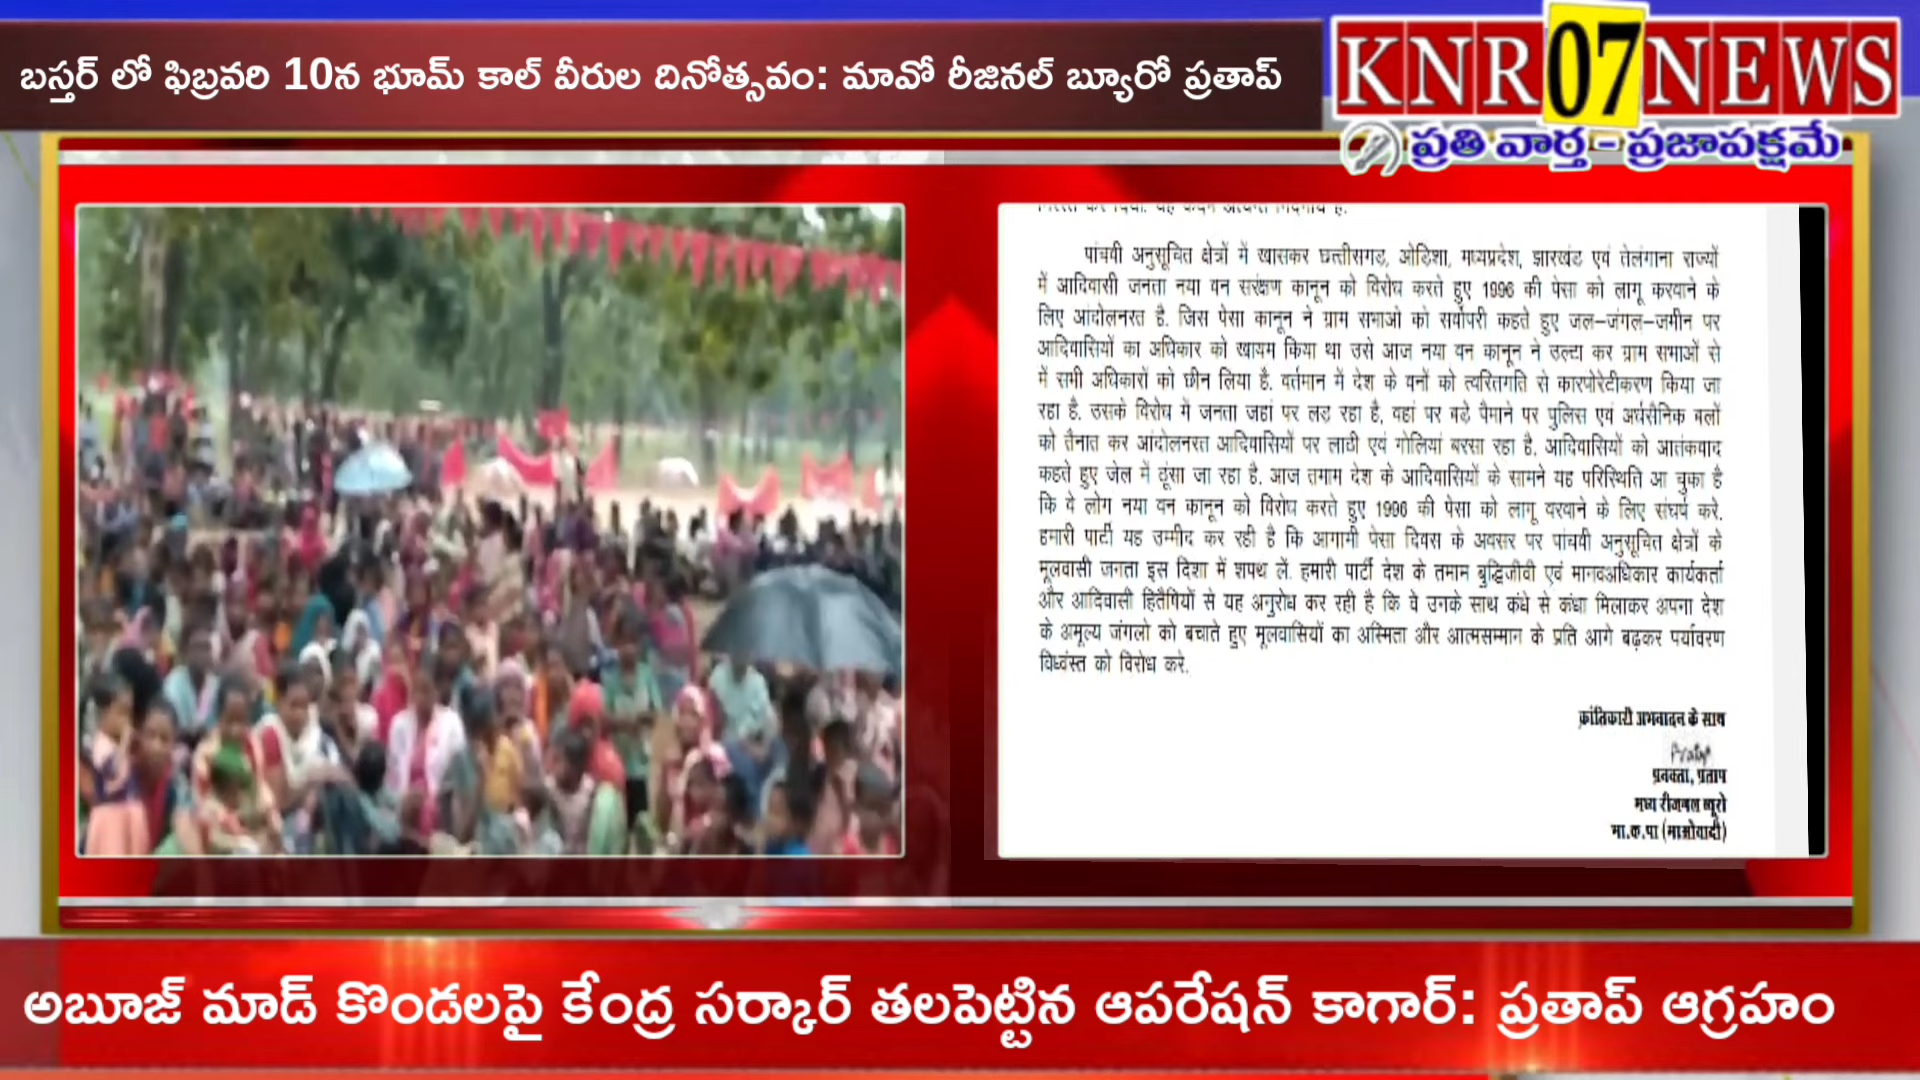 బస్తర్ లో ఫిబ్రవరి 10న భూమ్ కాల్ వీరుల దినోత్సవం: మావో రీజినల్ బ్యూరో ప్రతాప్
KNR 07 NEWS
ప్రతి వార్త - ప్రజాపక్షమే
पांचवी अनुसूचित क्षेत्रों में खासकर छत्तीसगड, ओडिशा, मध्यप्रदेश, झारखंड एवं तेलंगाना राज्यों
में आदिवासी जनता नया वन संरक्षण कानून को विरोध करते हुए 1996 की पेसा को लागू करवाने के
लिए आंदोलनरत है. जिस पेसा कानून ने ग्राम सभाओ को सर्वोपरी कहते हुए जल–जंगल–जमीन पर
आदिवासियों का अधिकार को खायम किया था उसे आज नया वन कानून ने उल्टा कर ग्राम सभाओं से
में सभी अधिकारों को छीन लिया है. वर्तमान में देश के वनों को त्वरितगति से कारपोरेटीकरण किया जा
रहा है. उसके विरोध में जनता जहां पर लड रहा है, वहां पर बडे पैमाने पर पुलिस एवं अर्धसैनिक बलों
को तैनात कर आंदोलनरत आदिवासियों पर लाठी एवं गोलियां बरसा रहा है. आदिवासियों को आतंकवाद
कहते हुए जेल में ठूंसा जा रहा है. आज तमाम देश के आदिवासियों के सामने यह परिस्थिति आ चुका है
कि वे लोग नया वन कानून को विरोध करते हुए 1996 की पेसा को लागू वरवाने के लिए संघर्ष करे.
हमारी पार्टी यह उम्मीद कर रही है कि आगामी पेसा दिवस के अवसर पर पांचवी अनुसूचित क्षेत्रों के
मूलवासी जनता इस दिशा में शपथ लें. हमारी पार्टी देश के तमाम बुद्धिजीवी एवं मानवअधिकार कार्यकर्ता
और आदिवासी हितैषियों से यह अनुरोध कर रही है कि वे उनके साथ कंधे से कंधा मिलाकर अपना देश
के अमूल्य जंगलो को बचाते हुए मूलवासियों का अस्मिता और आत्मसम्मान के प्रति आगे बढ़कर पर्यावरण
विध्वंस्त को विरोध करे.
क्रांतिकारी अभवादन के साथ
Pratap
प्रवक्ता, प्रताप
मध्य रीजनल ब्यूरो
भा.क.पा (माओवादी)
అబూజ్ మాడ్ కొండలపై కేంద్ర సర్కార్ తలపెట్టిన ఆపరేషన్ కాగార్: ప్రతాప్ ఆగ్రహం